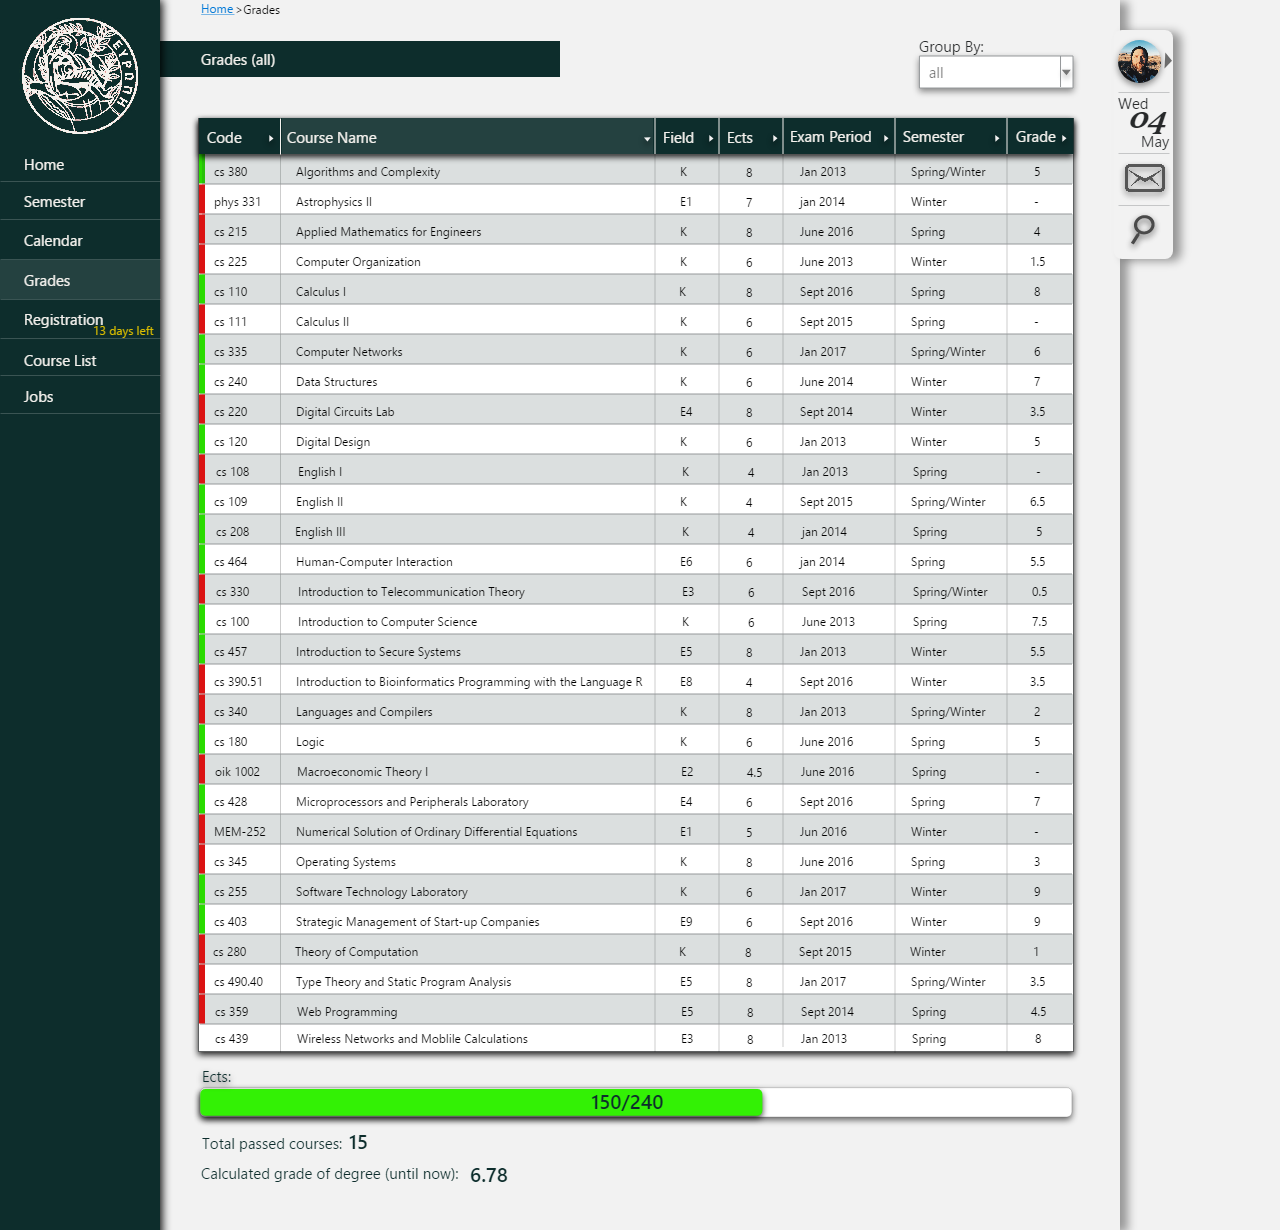 ΕΥΡΩΠΗ
Home >Grades
Grades (all)
Group By:
all
Home
Semester
Calendar
Grades
Registration
13 days left
Course List
Jobs
Wed
04
May
Code Course Name Field Ects Exam Period Semester Grade
cs 380 Algorithms and Complexity K 8 Jan 2013 Spring/Winter 5
phys 331 Astrophysics II E1 7 jan 2014 Winter -
cs 215 Applied Mathematics for Engineers K 8 June 2016 Spring 4
cs 225 Computer Organization K 6 June 2013 Winter 1.5
cs 110 Calculus I K 8 Sept 2016 Spring 8
cs 111 Calculus II K 6 Sept 2015 Spring -
cs 335 Computer Networks K 6 Jan 2017 Spring/Winter 6
cs 240 Data Structures K 6 June 2014 Winter 7
cs 220 Digital Circuits Lab E4 8 Sept 2014 Winter 3.5
cs 120 Digital Design K 6 Jan 2013 Winter 5
cs 108 English I K 4 Jan 2013 Spring -
cs 109 English II K 4 Sept 2015 Spring/Winter 6.5
cs 208 English III K 4 jan 2014 Spring 5
cs 464 Human-Computer Interaction E6 6 jan 2014 Spring 5.5
cs 330 Introduction to Telecommunication Theory E3 6 Sept 2016 Spring/Winter 0.5
cs 100 Introduction to Computer Science K 6 June 2013 Spring 7.5
cs 457 Introduction to Secure Systems E5 8 Jan 2013 Winter 5.5
cs 390.51 Introduction to Bioinformatics Programming with the Language R E8 4 Sept 2016 Winter 3.5
cs 340 Languages and Compilers K 8 Jan 2013 Spring/Winter 2
cs 180 Logic K 6 June 2016 Spring 5
oik 1002 Macroeconomic Theory I E2 4.5 June 2016 Spring -
cs 428 Microprocessors and Peripherals Laboratory E4 6 Sept 2016 Spring 7
MEM-252 Numerical Solution of Ordinary Differential Equations E1 5 Jun 2016 Winter -
cs 345 Operating Systems K 8 June 2016 Spring 3
cs 255 Software Technology Laboratory K 6 Jan 2017 Winter 9
cs 403 Strategic Management of Start-up Companies E9 6 Sept 2016 Winter 9
cs 280 Theory of Computation K 8 Sept 2015 Winter 1
cs 490.40 Type Theory and Static Program Analysis E5 8 Jan 2017 Spring/Winter 3.5
cs 359 Web Programming E5 8 Sept 2014 Spring 4.5
cs 439 Wireless Networks and Moblile Calculations E3 8 Jan 2013 Spring 8
Ects:
150/240
Total passed courses: 15
Calculated grade of degree (until now): 6.78